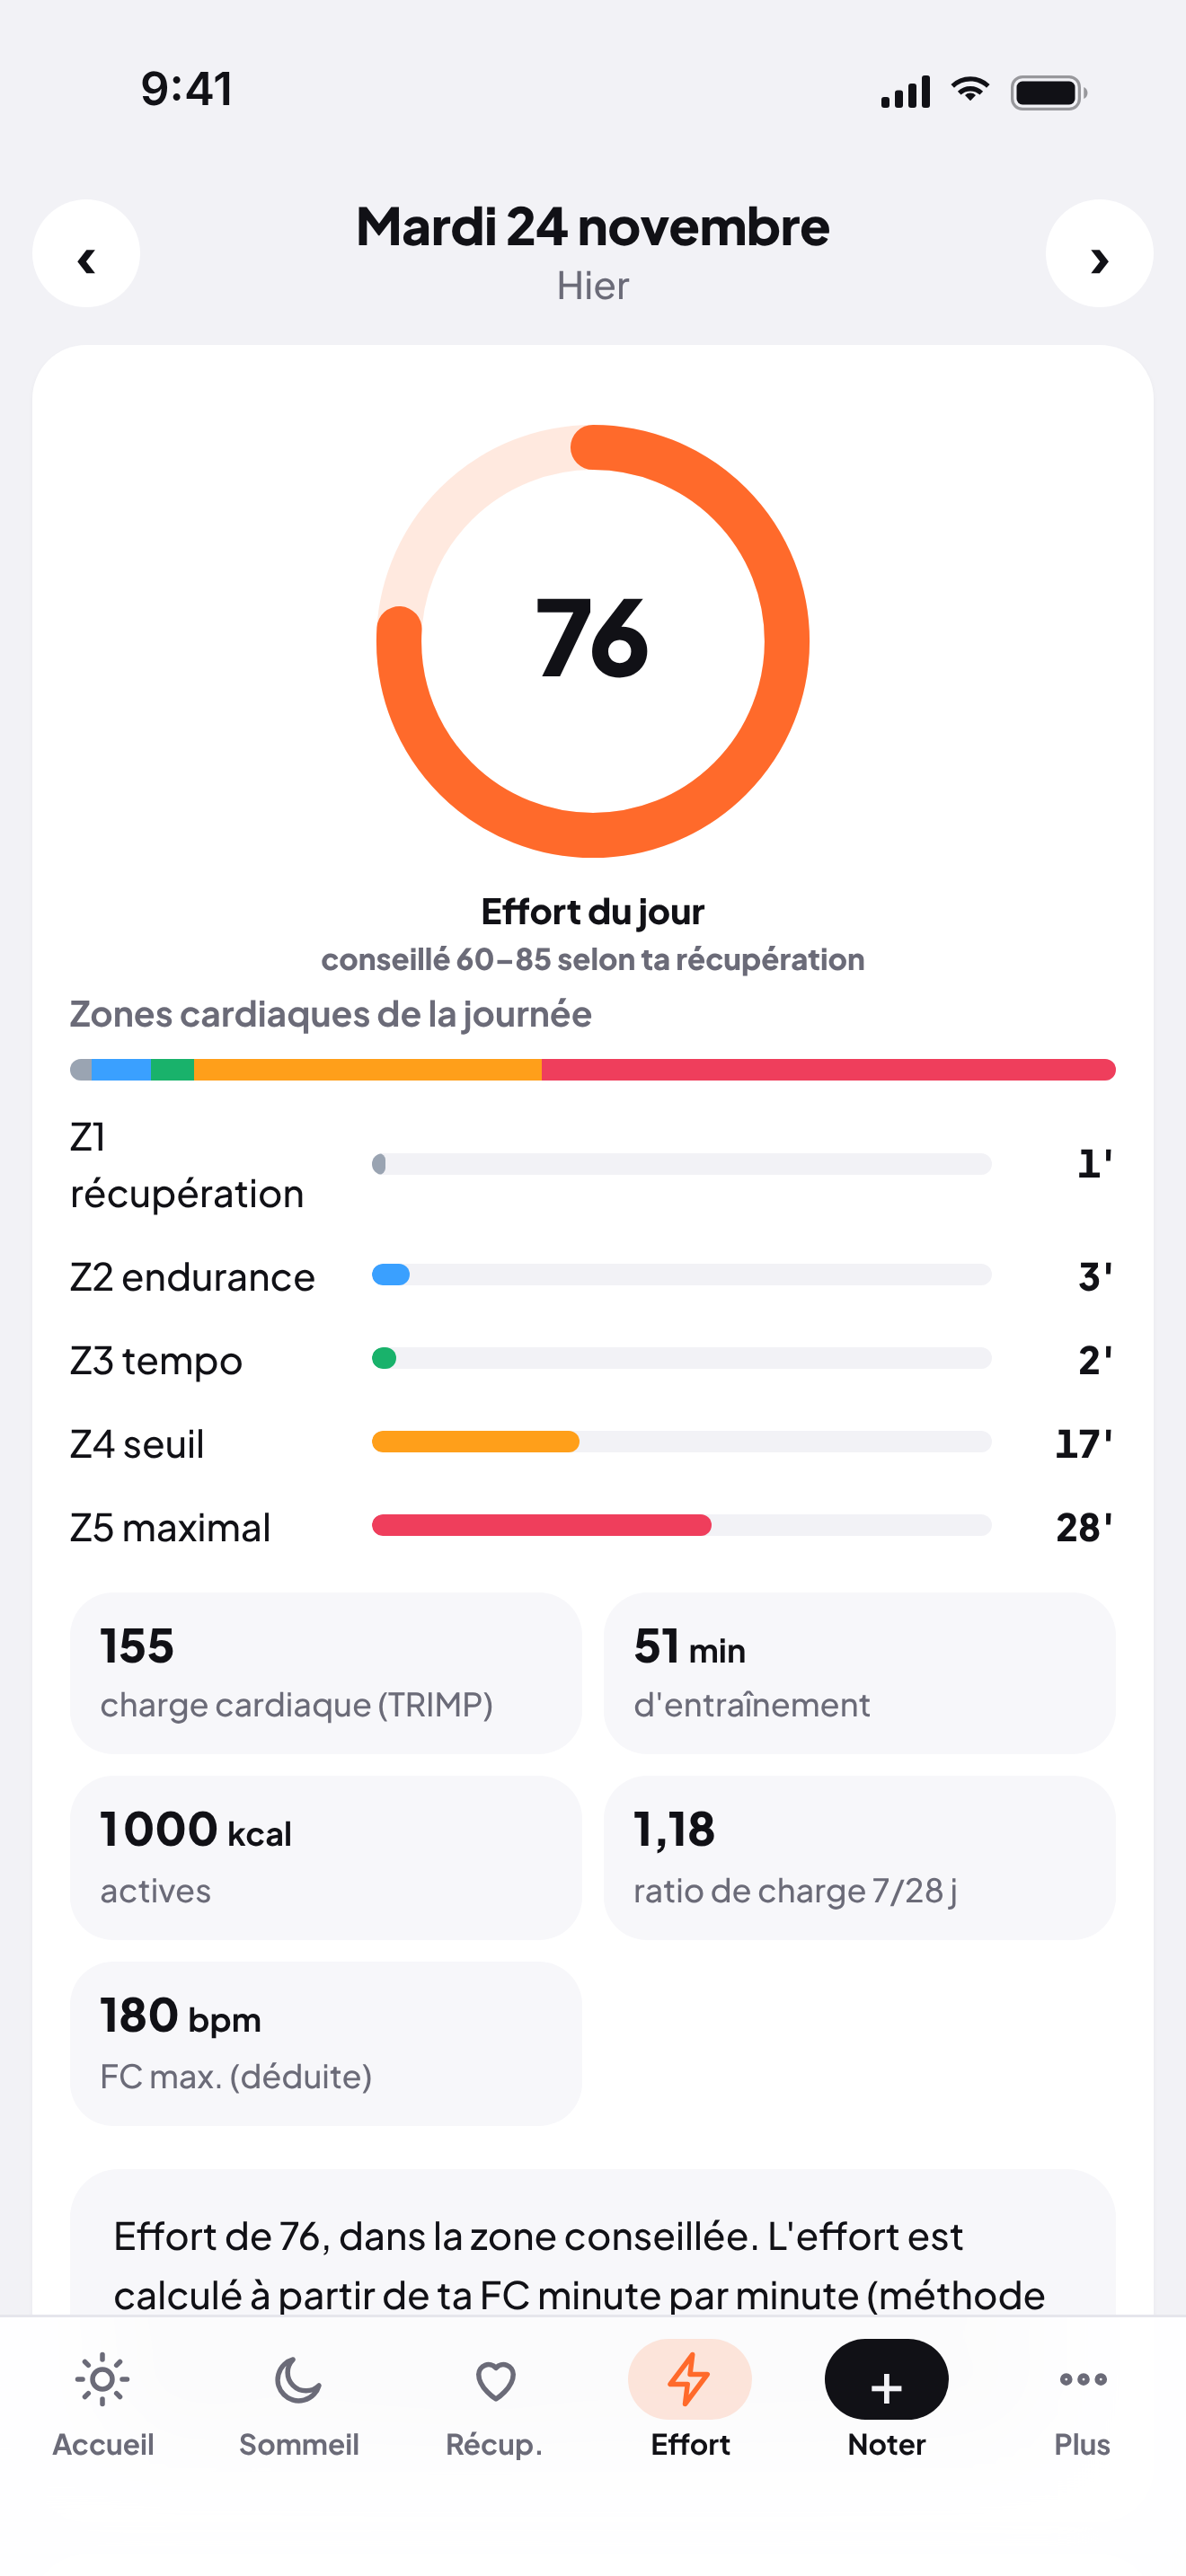 9:41
‹
Mardi 24 novembre
›
Hier
76
Effort du jour
conseillé 60–85 selon ta récupération
Zones cardiaques de la journée
Z1
récupération
1'
Z2 endurance
3'
Z3 tempo
2'
Z4 seuil
17'
Z5 maximal
28'
155
charge cardiaque (TRIMP)
51 min
d'entraînement
1 000 kcal
actives
1,18
ratio de charge 7/28 j
180 bpm
FC max. (déduite)
Effort de 76, dans la zone conseillée. L'effort est
calculé à partir de ta FC minute par minute (méthode
Accueil
Sommeil
Récup.
Effort
Noter
Plus